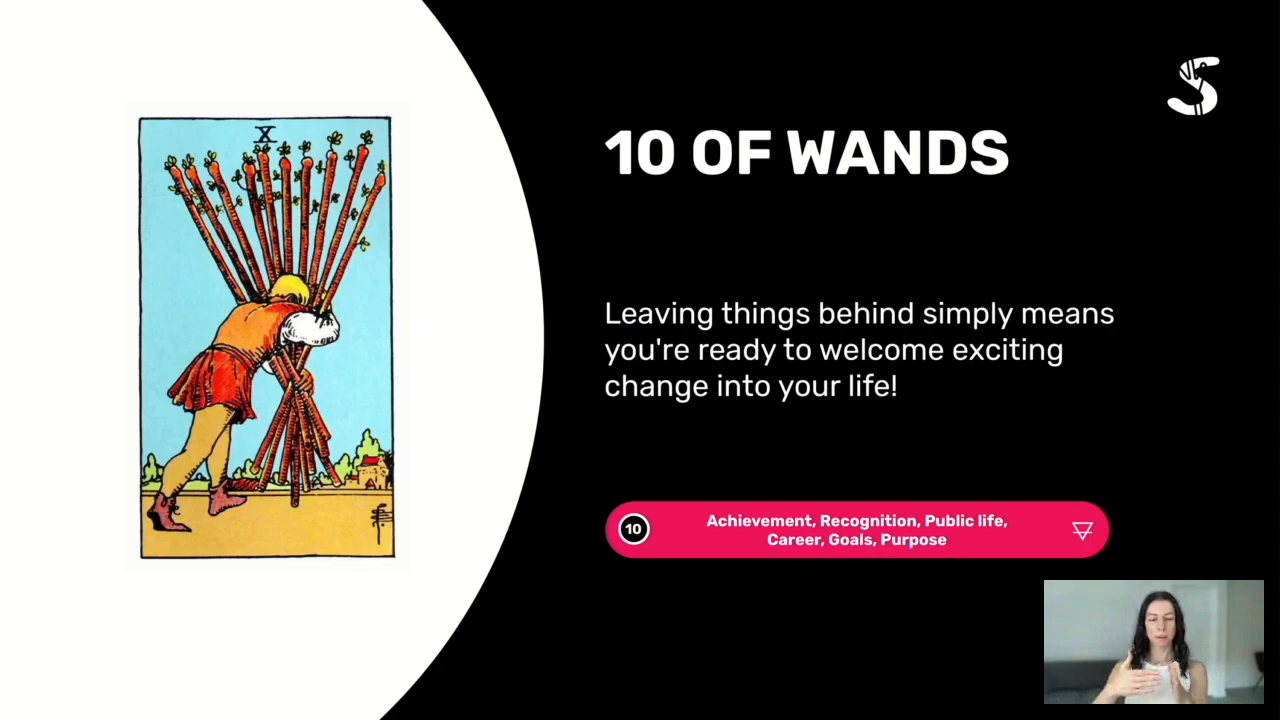 X
10 OF WANDS
Leaving things behind simply means
you're ready to welcome exciting
change into your life!
10
Achievement, Recognition, Public life,
Career, Goals, Purpose